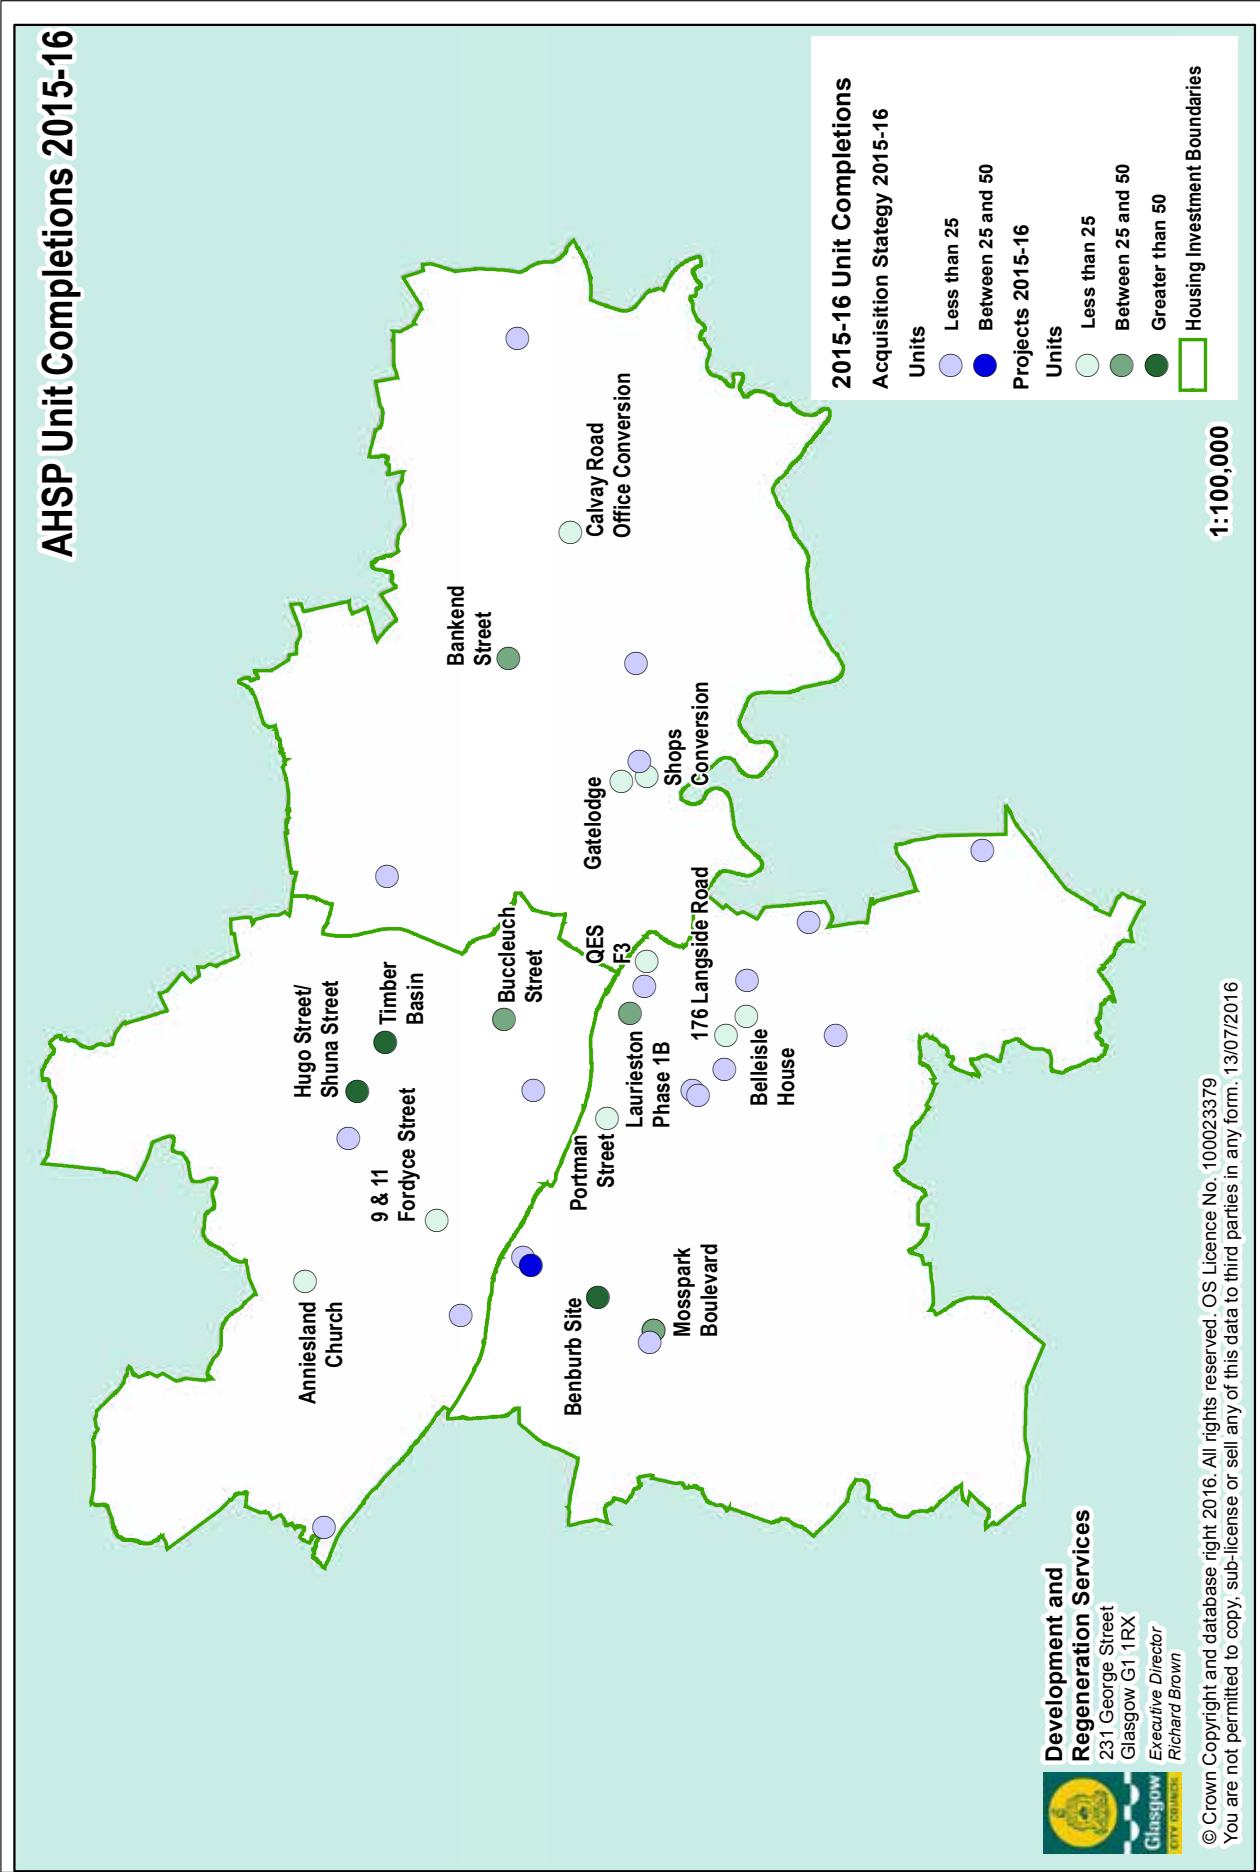 AHSP Unit Completions 2015-16
Hugo Street/
Shuna Street
Timber
Basin
9 & 11
Fordyce Street
Anniesland
Church
Buccleuch
Street
Bankend
Street
Calvay Road
Office Conversion
Gatelodge
Shops
Conversion
QES
F3
Laurieston
Phase 1B
Portman
Street
176 Langside Road
Belleisle
House
Benburb Site
Mosspark
Boulevard
2015-16 Unit Completions
Acquisition Stategy 2015-16
Units
Less than 25
Between 25 and 50
Projects 2015-16
Units
Less than 25
Between 25 and 50
Greater than 50
Housing Investment Boundaries
1:100,000
Glasgow
CITY COUNCIL
Development and
Regeneration Services
231 George Street
Glasgow G1 1RX
Executive Director
Richard Brown
© Crown Copyright and database right 2016. All rights reserved. OS Licence No. 100023379
You are not permitted to copy, sub-license or sell any of this data to third parties in any form. 13/07/2016